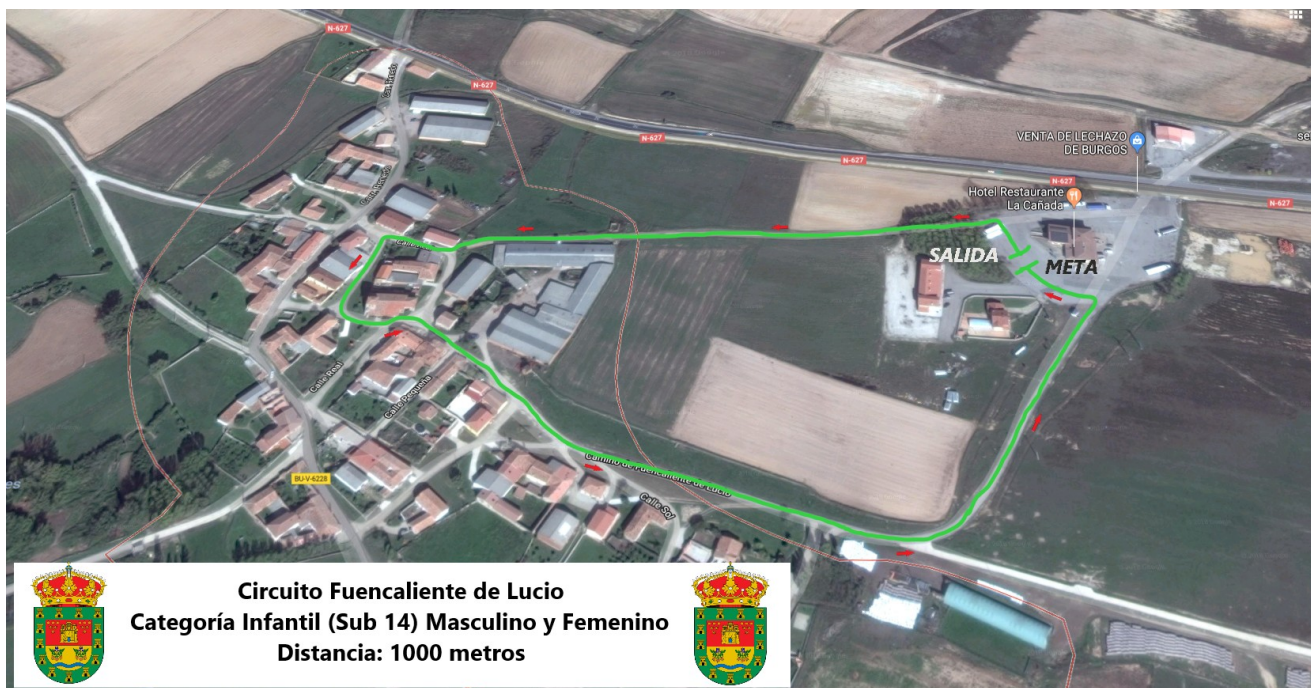 N-627
N-627
N-627
N-627
VENTA DE LECHAZO
DE BURGOS
N-627
Hotel Restaurante
La Cañada
N-627
SALIDA
META
Calle Real
Calle Pequeña
BU-V-6228
Camino de Fuencaliente de Lucio
Calle Sol
Circuito Fuencaliente de Lucio
Categoría Infantil (Sub 14) Masculino y Femenino
Distancia: 1000 metros